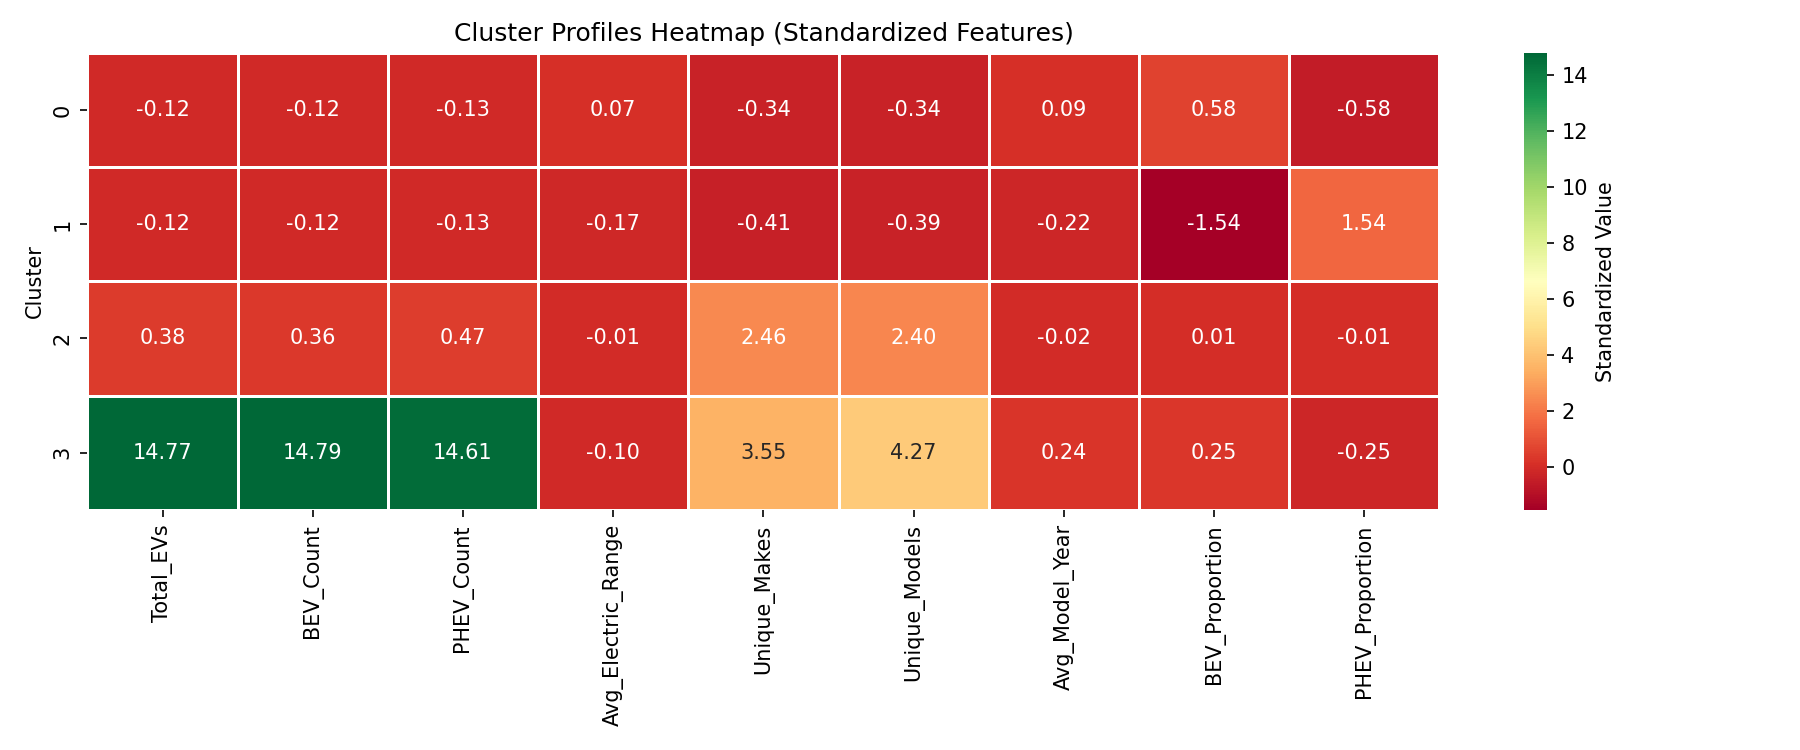 Cluster Profiles Heatmap (Standardized Features)
0 -0.12 -0.12 -0.13 0.07 -0.34 -0.34 0.09 0.58 -0.58
1 -0.12 -0.12 -0.13 -0.17 -0.41 -0.39 -0.22 -1.54 1.54
2 0.38 0.36 0.47 -0.01 2.46 2.40 -0.02 0.01 -0.01
3 14.77 14.79 14.61 -0.10 3.55 4.27 0.24 0.25 -0.25
Cluster
Total_EVs
BEV_Count
PHEV_Count
Avg_Electric_Range
Unique_Makes
Unique_Models
Avg_Model_Year
BEV_Proportion
PHEV_Proportion
14
12
10
8
6
4
2
0
Standardized Value